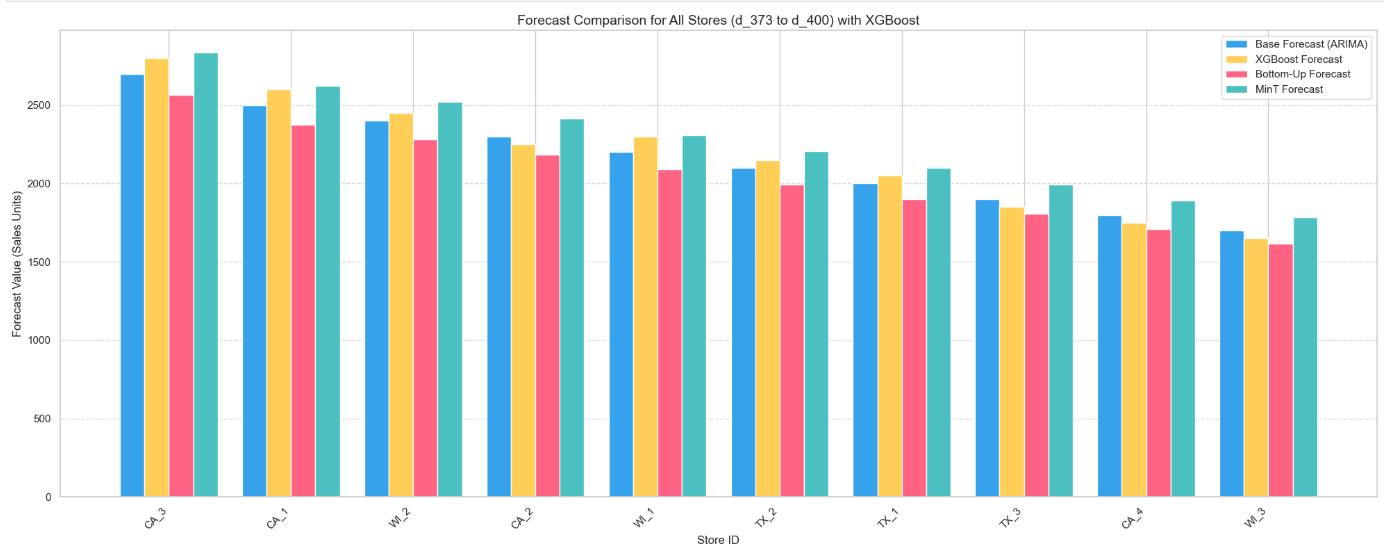 Forecast Comparison for All Stores (d_373 to d_400) with XGBoost
Base Forecast (ARIMA)
XGBoost Forecast
Bottom-Up Forecast
MinT Forecast
Forecast Value (Sales Units)
2500
2000
1500
1000
500
0
CA_3
CA_1
WI_2
CA_2
WI_1
TX_2
TX_1
TX_3
CA_4
WI_3
Store ID